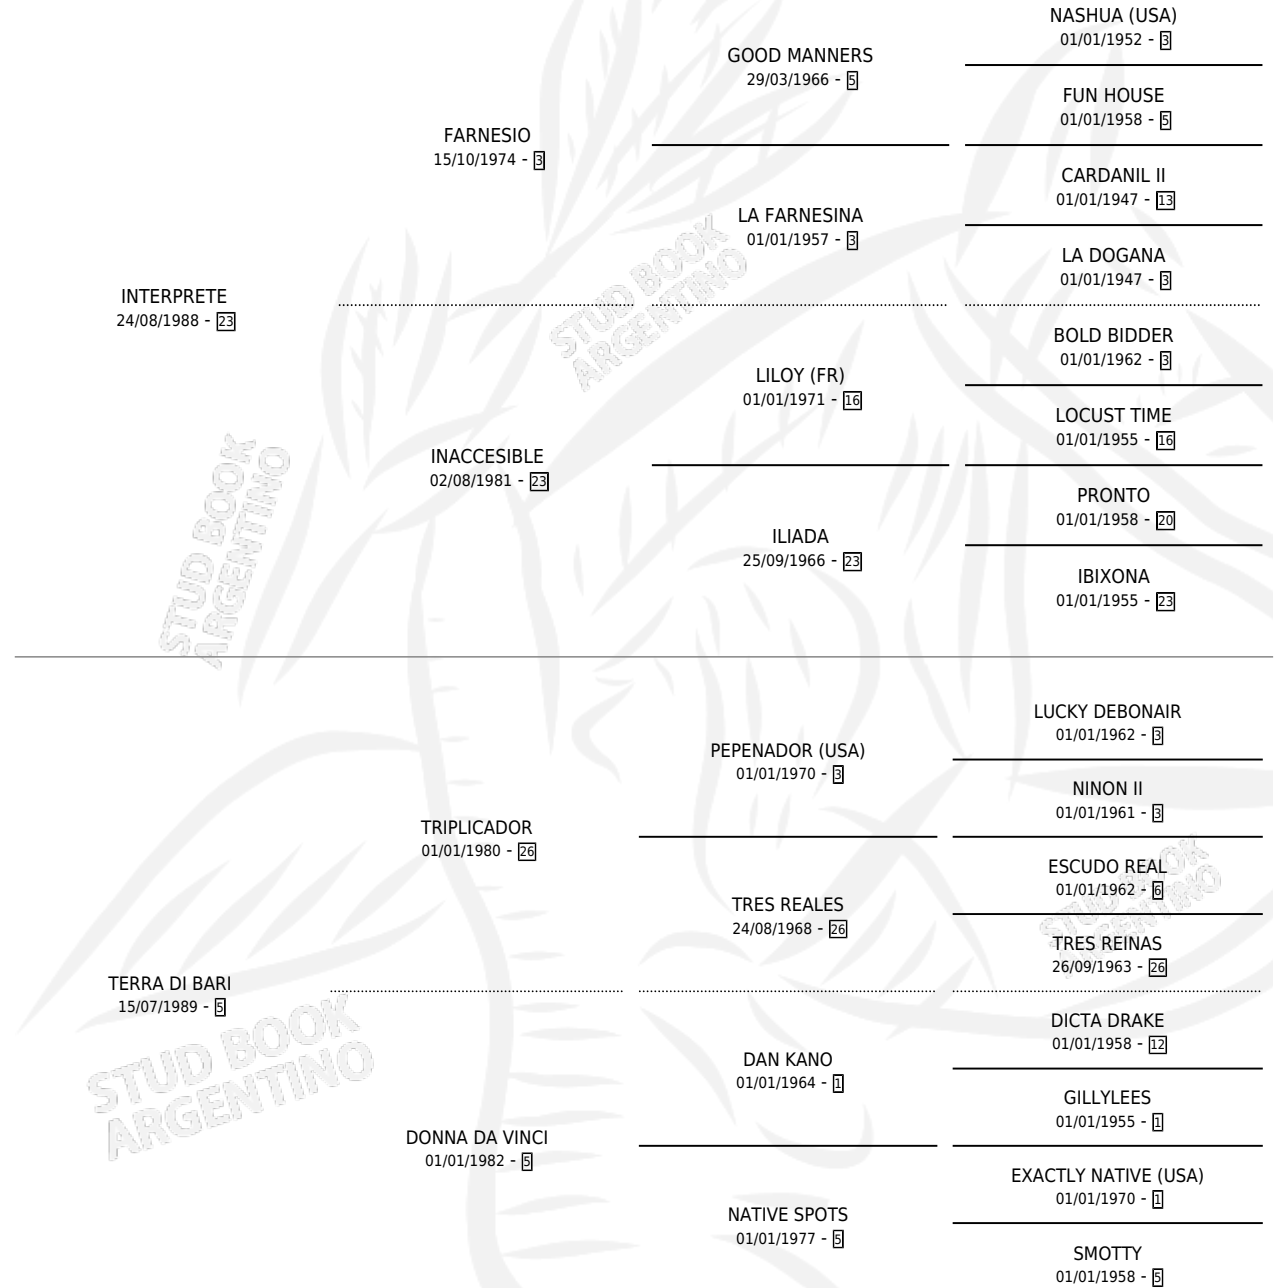 NASHUA (USA)
01/01/1952 - 3
GOOD MANNERS
29/03/1966 - 5
FUN HOUSE
01/01/1958 - 5
FARNESIO
15/10/1974 - 3
CARDANIL II
01/01/1947 - 13
LA FARNESINA
01/01/1957 - 3
LA DOGANA
01/01/1947 - 3
INTERPRETE
24/08/1988 - 23
BOLD BIDDER
01/01/1962 - 3
LILOY (FR)
01/01/1971 - 16
LOCUST TIME
01/01/1955 - 16
INACCESIBLE
02/08/1981 - 23
PRONTO
01/01/1958 - 20
ILIADA
25/09/1966 - 23
IBIXONA
01/01/1955 - 23
STUD BOOK
ARGENTINO
STUD BOOK
ARGENTINO
LUCKY DEBONAIR
01/01/1962 - 3
PEPENADOR (USA)
01/01/1970 - 3
NINON II
01/01/1961 - 3
TRIPLICADOR
01/01/1980 - 26
ESCUDO REAL
01/01/1962 - 6
TRES REALES
24/08/1968 - 26
TRES REINAS
26/09/1963 - 26
STUD BOOK
ARGENTINO
TERRA DI BARI
15/07/1989 - 5
DICTA DRAKE
01/01/1958 - 12
DAN KANO
01/01/1964 - 1
GILLYLEES
01/01/1955 - 1
DONNA DA VINCI
01/01/1982 - 5
EXACTLY NATIVE (USA)
01/01/1970 - 1
NATIVE SPOTS
01/01/1977 - 5
SMOTTY
01/01/1958 - 5
STUD BOOK
ARGENTINO